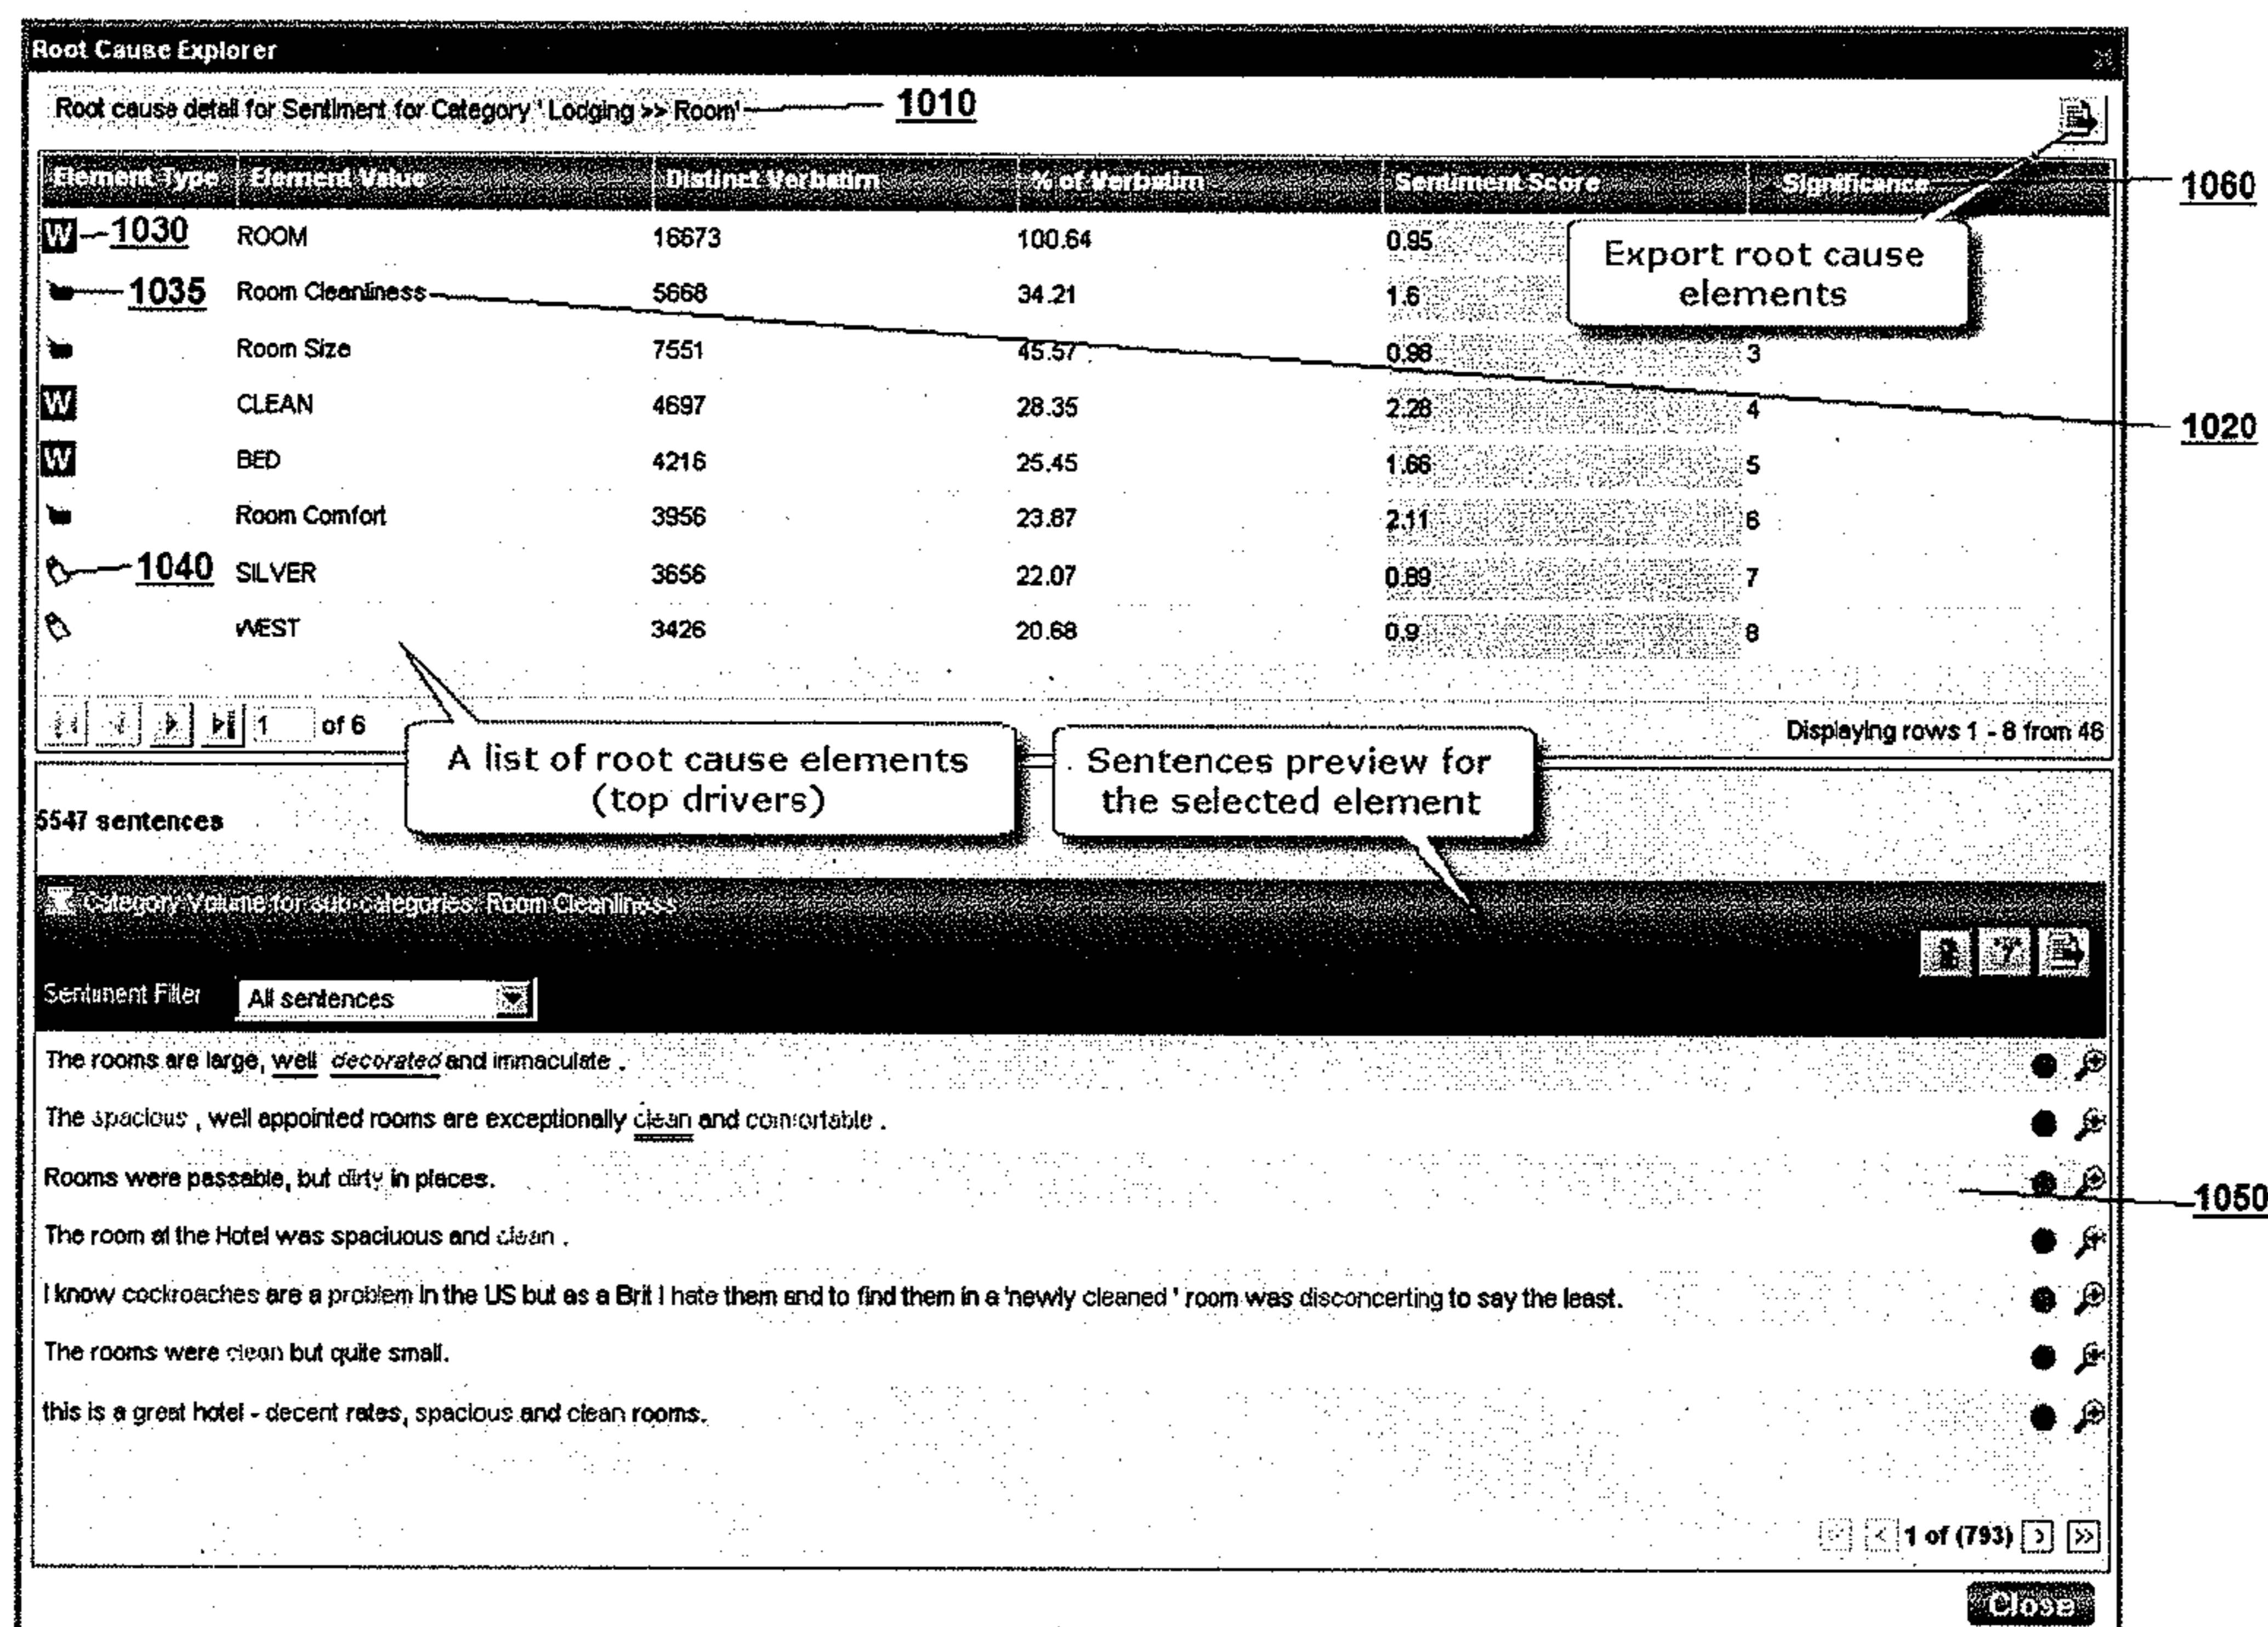 Root Cause Explorer
Root cause detail for Sentiment for Category 'Lodging >> Room' 1010
Element Type Element Value Distinct Verbatim % of Verbatim Sentiment Score Significance 1060
W 1030 ROOM 16673 100.64 0.95
Export root cause elements
1035 Room Cleanliness 5668 34.21 1.6
Room Size 7551 45.57 0.98 3
W CLEAN 4697 28.35 2.28 4
1020
W BED 4216 25.45 1.66 5
Room Comfort 3956 23.87 2.11 6
1040 SILVER 3656 22.07 0.89 7
WEST 3426 20.68 0.9 8
1 of 6 Displaying rows 1 - 8 from 46
A list of root cause elements (top drivers)
Sentences preview for the selected element
5547 sentences
Category Volume for sub-categories: Room Cleanliness
Sentiment Filter All sentences
The rooms are large, well decorated and immaculate .
The spacious , well appointed rooms are exceptionally clean and comfortable .
Rooms were passable, but dirty in places.
1050
The room at the Hotel was spaciuous and clean .
I know cockroaches are a problem in the US but as a Brit I hate them and to find them in a 'newly cleaned ' room was disconcerting to say the least.
The rooms were clean but quite small.
this is a great hotel - decent rates, spacious and clean rooms.
< 1 of (793) > >>
Close